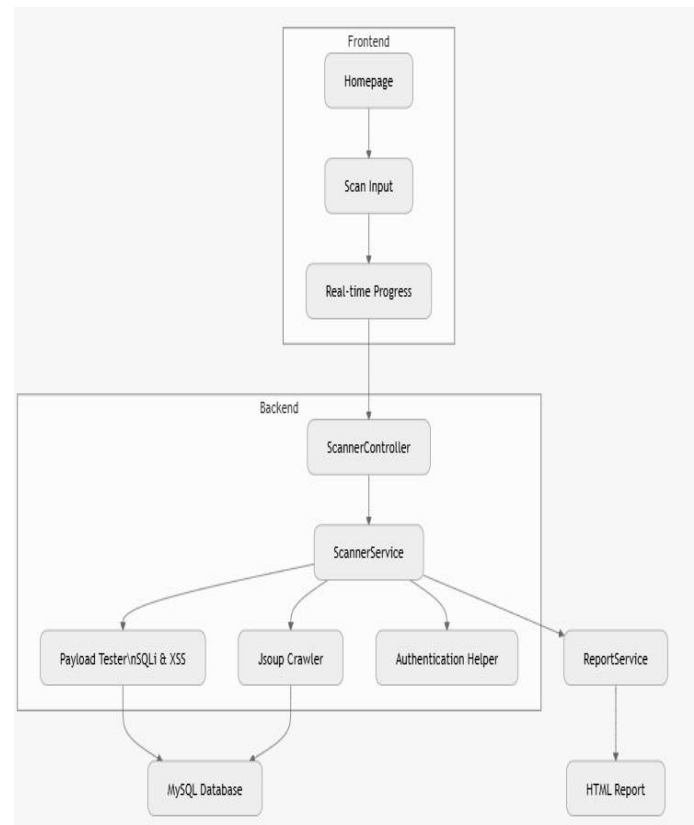 Frontend
Homepage
Scan Input
Real-time Progress
Backend
ScannerController
ScannerService
Payload Tester\nSQLi & XSS
Jsoup Crawler
Authentication Helper
ReportService
MySQL Database
HTML Report